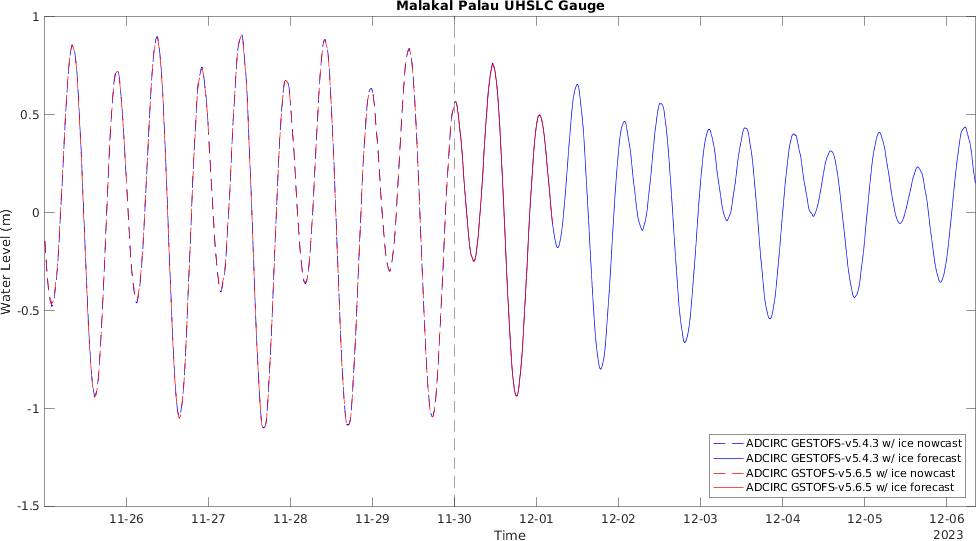 Malakal Palau UHSLC Gauge
1
0.5
0
-0.5
-1
-1.5
Water Level (m)
11-26
11-27
11-28
11-29
11-30
12-01
12-02
12-03
12-04
12-05
12-06
2023
Time
ADCIRC GESTOFS-v5.4.3 w/ ice nowcast
ADCIRC GESTOFS-v5.4.3 w/ ice forecast
ADCIRC GSTOFS-v5.6.5 w/ ice nowcast
ADCIRC GSTOFS-v5.6.5 w/ ice forecast